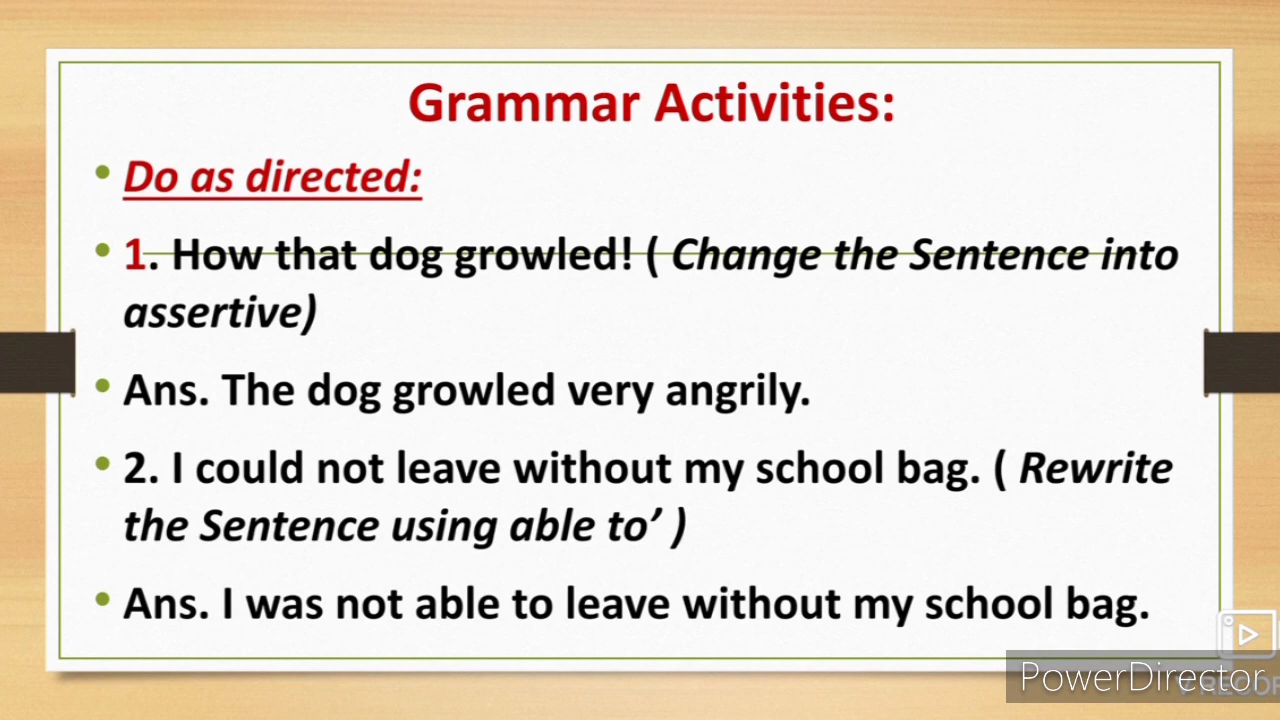 Grammar Activities:
• Do as directed:
• 1. How that dog growled! ( Change the Sentence into
assertive)
• Ans. The dog growled very angrily.
• 2. I could not leave without my school bag. ( Rewrite
the Sentence using able to’ )
• Ans. I was not able to leave without my school bag.
PowerDirector